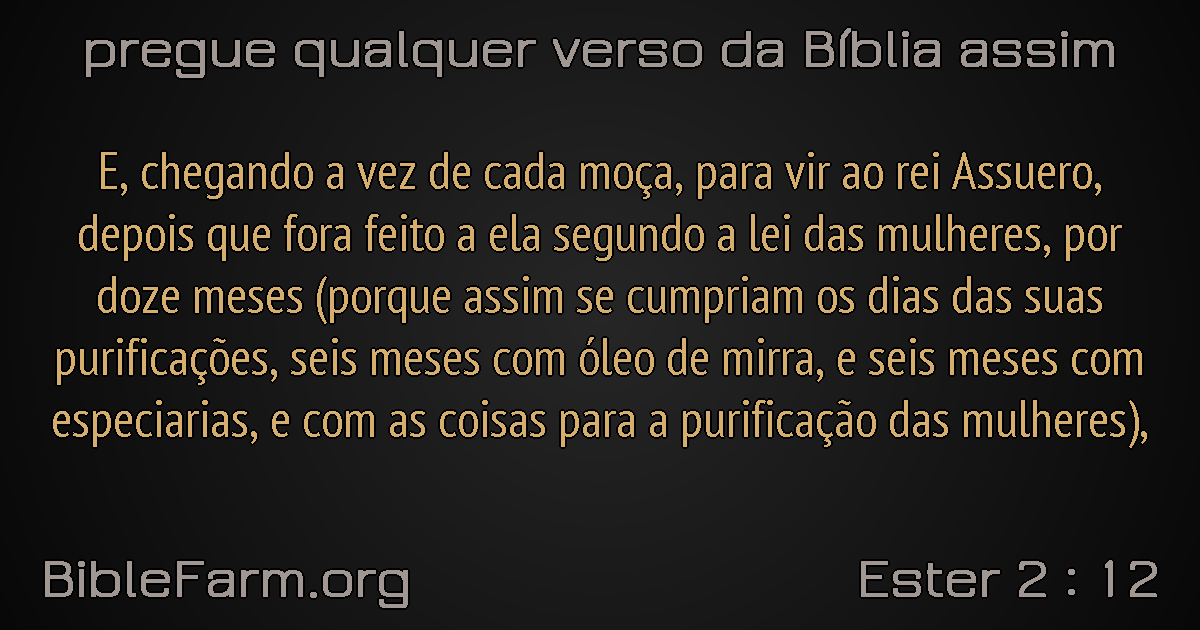 pregue qualquer verso da Bíblia assim
E, chegando a vez de cada moça, para vir ao rei Assuero,
depois que fora feito a ela segundo a lei das mulheres, por
doze meses (porque assim se cumpriam os dias das suas
purificações, seis meses com óleo de mirra, e seis meses com
especiarias, e com as coisas para a purificação das mulheres),
BibleFarm.org
Ester 2 : 12